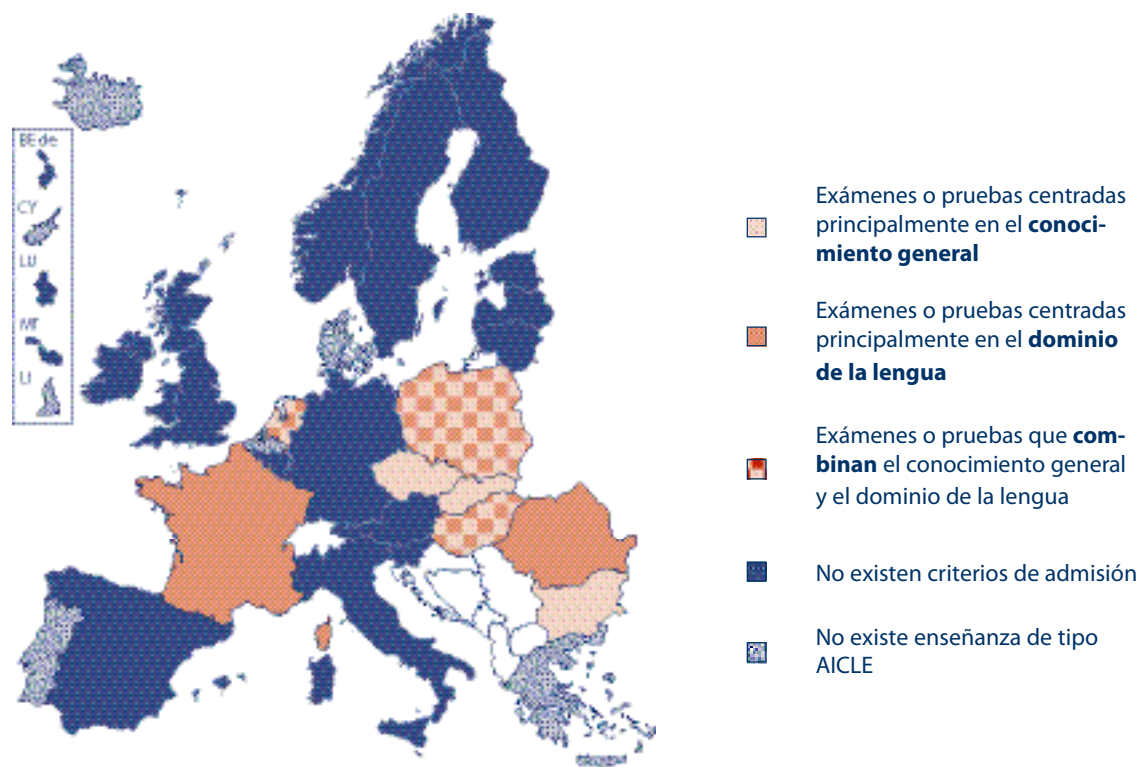 BE de
CY
LU
MT
LI
Exámenes o pruebas centradas
principalmente en el conoci-
miento general
Exámenes o pruebas centradas
principalmente en el dominio
de la lengua
Exámenes o pruebas que com-
binan el conocimiento general
y el dominio de la lengua
No existen criterios de admisión
No existe enseñanza de tipo
AICLE